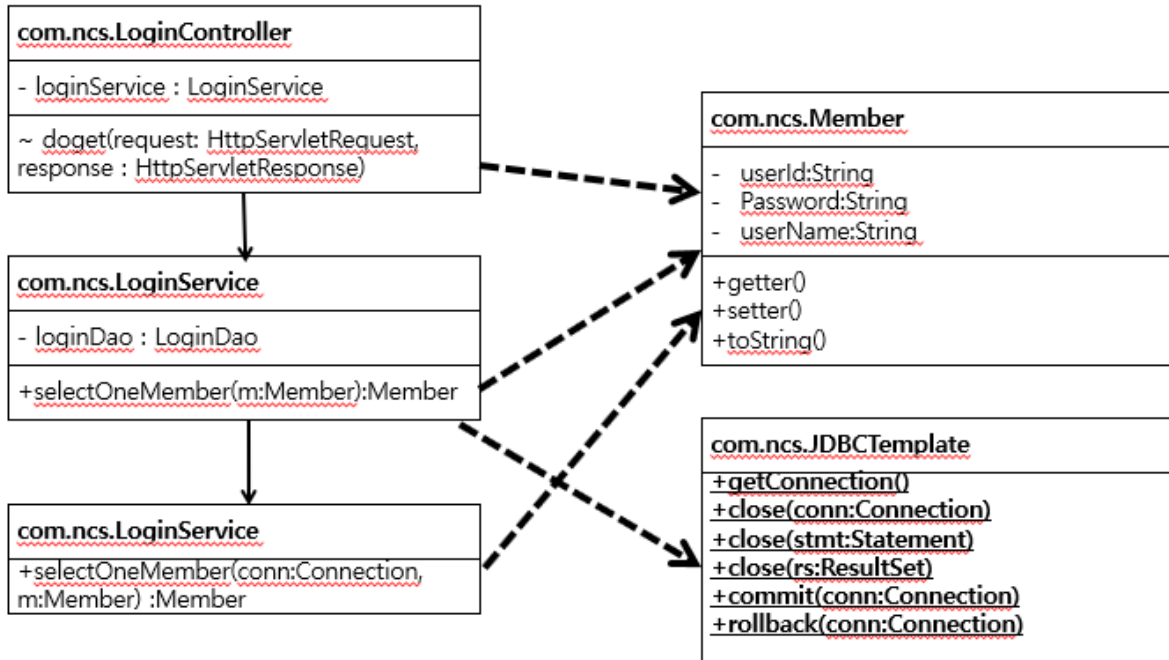 com.ncs.LoginController
- loginService : LoginService
~ doget(request: HttpServletRequest,
response : HttpServletResponse)
com.ncs.LoginService
- loginDao : LoginDao
+selectOneMember(m:Member):Member
com.ncs.LoginService
+selectOneMember(conn:Connection,
m:Member) :Member
com.ncs.Member
- userId:String
- Password:String
- userName:String
+getter()
+setter()
+toString()
com.ncs.JDBCTemplate
+getConnection()
+close(conn:Connection)
+close(stmt:Statement)
+close(rs:ResultSet)
+commit(conn:Connection)
+rollback(conn:Connection)